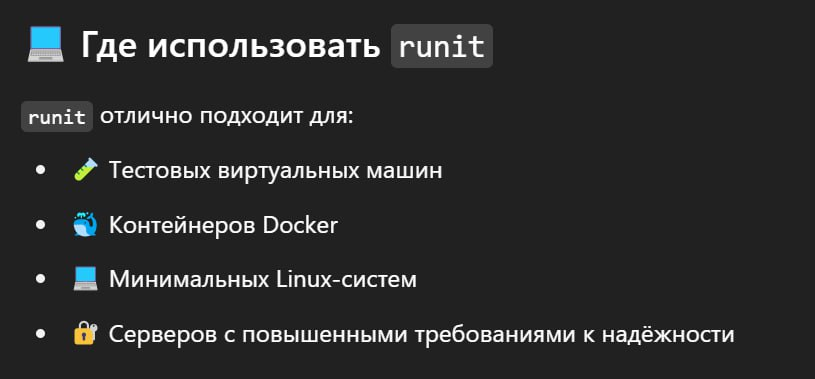 Где использовать runit
runit отлично подходит для:
Тестовых виртуальных машин
Контейнеров Docker
Минимальных Linux-систем
Серверов с повышенными требованиями к надёжности